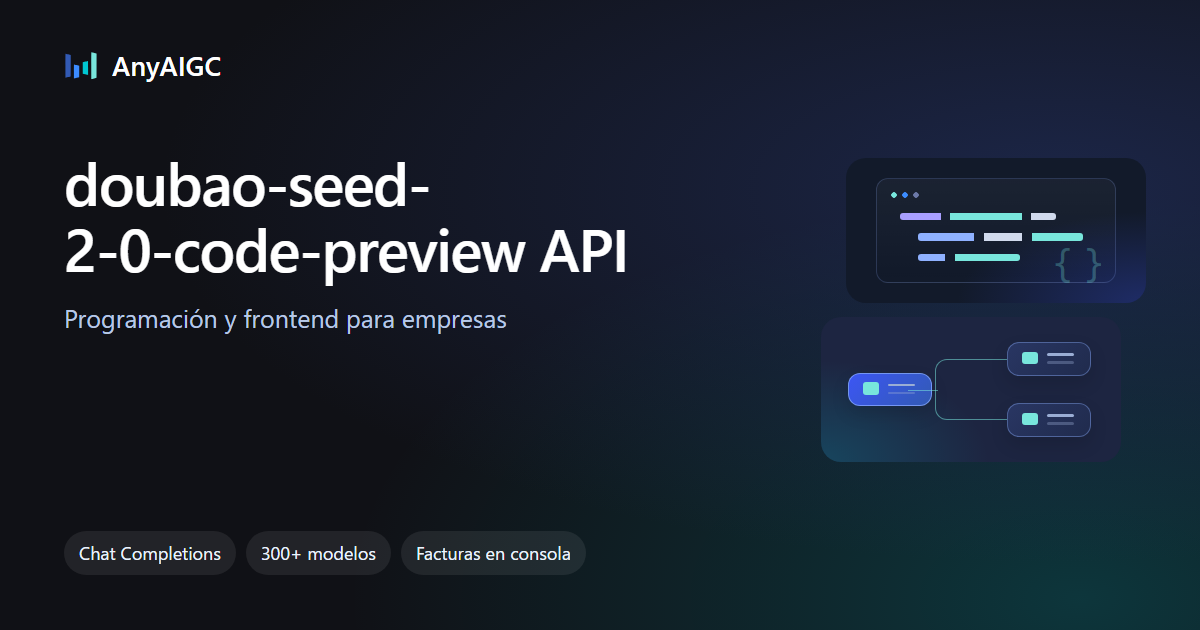 AnyAIGC
doubao-seed-
2-0-code-preview API
Programación y frontend para empresas
{ }
Chat Completions
300+ modelos
Facturas en consola